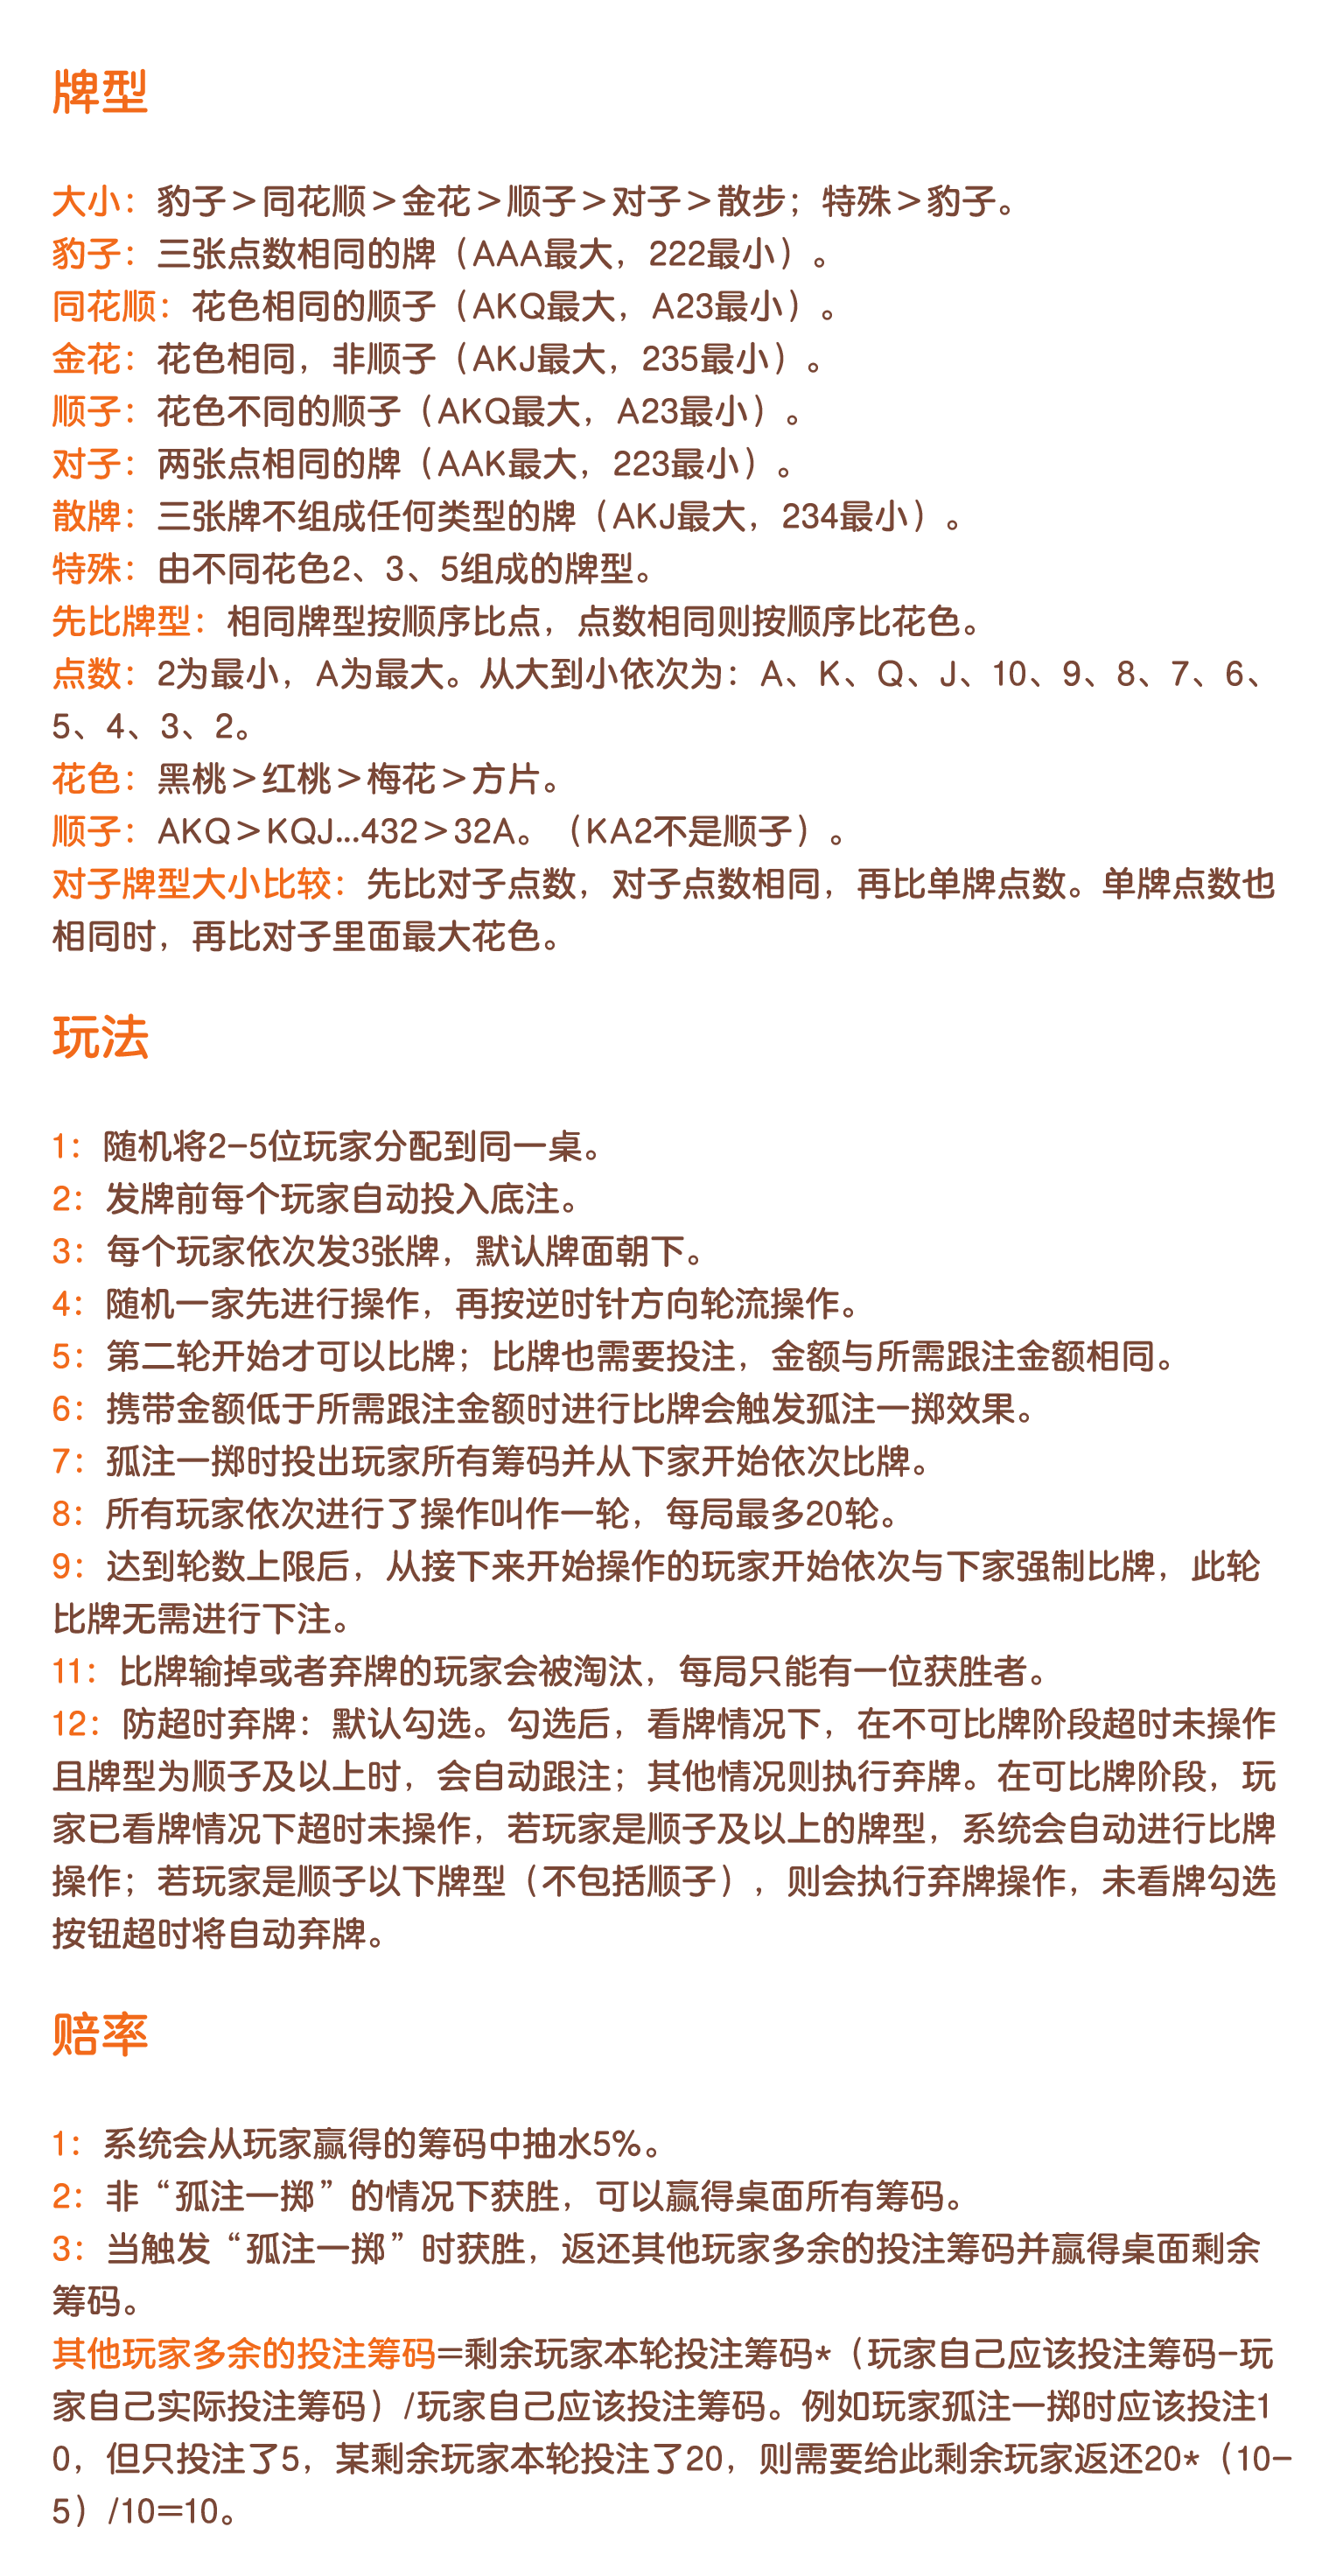 牌型
大小：豹子＞同花顺＞金花＞顺子＞对子＞散步；特殊＞豹子。
豹子：三张点数相同的牌（AAA最大，222最小）。
同花顺：花色相同的顺子（AKQ最大，A23最小）。
金花：花色相同，非顺子（AKJ最大，235最小）。
顺子：花色不同的顺子（AKQ最大，A23最小）。
对子：两张点相同的牌（AAK最大，223最小）。
散牌：三张牌不组成任何类型的牌（AKJ最大，234最小）。
特殊：由不同花色2、3、5组成的牌型。
先比牌型：相同牌型按顺序比点，点数相同则按顺序比花色。
点数：2为最小，A为最大。从大到小依次为：A、K、Q、J、10、9、8、7、6、
5、4、3、2。
花色：黑桃＞红桃＞梅花＞方片。
顺子：AKQ＞KQJ...432＞32A。（KA2不是顺子）。
对子牌型大小比较：先比对子点数，对子点数相同，再比单牌点数。单牌点数也
相同时，再比对子里面最大花色。
玩法
1：随机将2-5位玩家分配到同一桌。
2：发牌前每个玩家自动投入底注。
3：每个玩家依次发3张牌，默认牌面朝下。
4：随机一家先进行操作，再按逆时针方向轮流操作。
5：第二轮开始才可以比牌；比牌也需要投注，金额与所需跟注金额相同。
6：携带金额低于所需跟注金额时进行比牌会触发孤注一掷效果。
7：孤注一掷时投出玩家所有筹码并从下家开始依次比牌。
8：所有玩家依次进行了操作叫作一轮，每局最多20轮。
9：达到轮数上限后，从接下来开始操作的玩家开始依次与下家强制比牌，此轮
比牌无需进行下注。
11：比牌输掉或者弃牌的玩家会被淘汰，每局只能有一位获胜者。
12：防超时弃牌：默认勾选。勾选后，看牌情况下，在不可比牌阶段超时未操作
且牌型为顺子及以上时，会自动跟注；其他情况则执行弃牌。在可比牌阶段，玩
家已看牌情况下超时未操作，若玩家是顺子及以上的牌型，系统会自动进行比牌
操作；若玩家是顺子以下牌型（不包括顺子），则会执行弃牌操作，未看牌勾选
按钮超时将自动弃牌。
赔率
1：系统会从玩家赢得的筹码中抽水5%。
2：非“孤注一掷”的情况下获胜，可以赢得桌面所有筹码。
3：当触发“孤注一掷”时获胜，返还其他玩家多余的投注筹码并赢得桌面剩余
筹码。
其他玩家多余的投注筹码=剩余玩家本轮投注筹码*（玩家自己应该投注筹码-玩
家自己实际投注筹码）/玩家自己应该投注筹码。例如玩家孤注一掷时应该投注1
0，但只投注了5，某剩余玩家本轮投注了20，则需要给此剩余玩家返还20*（10-
5）/10=10。